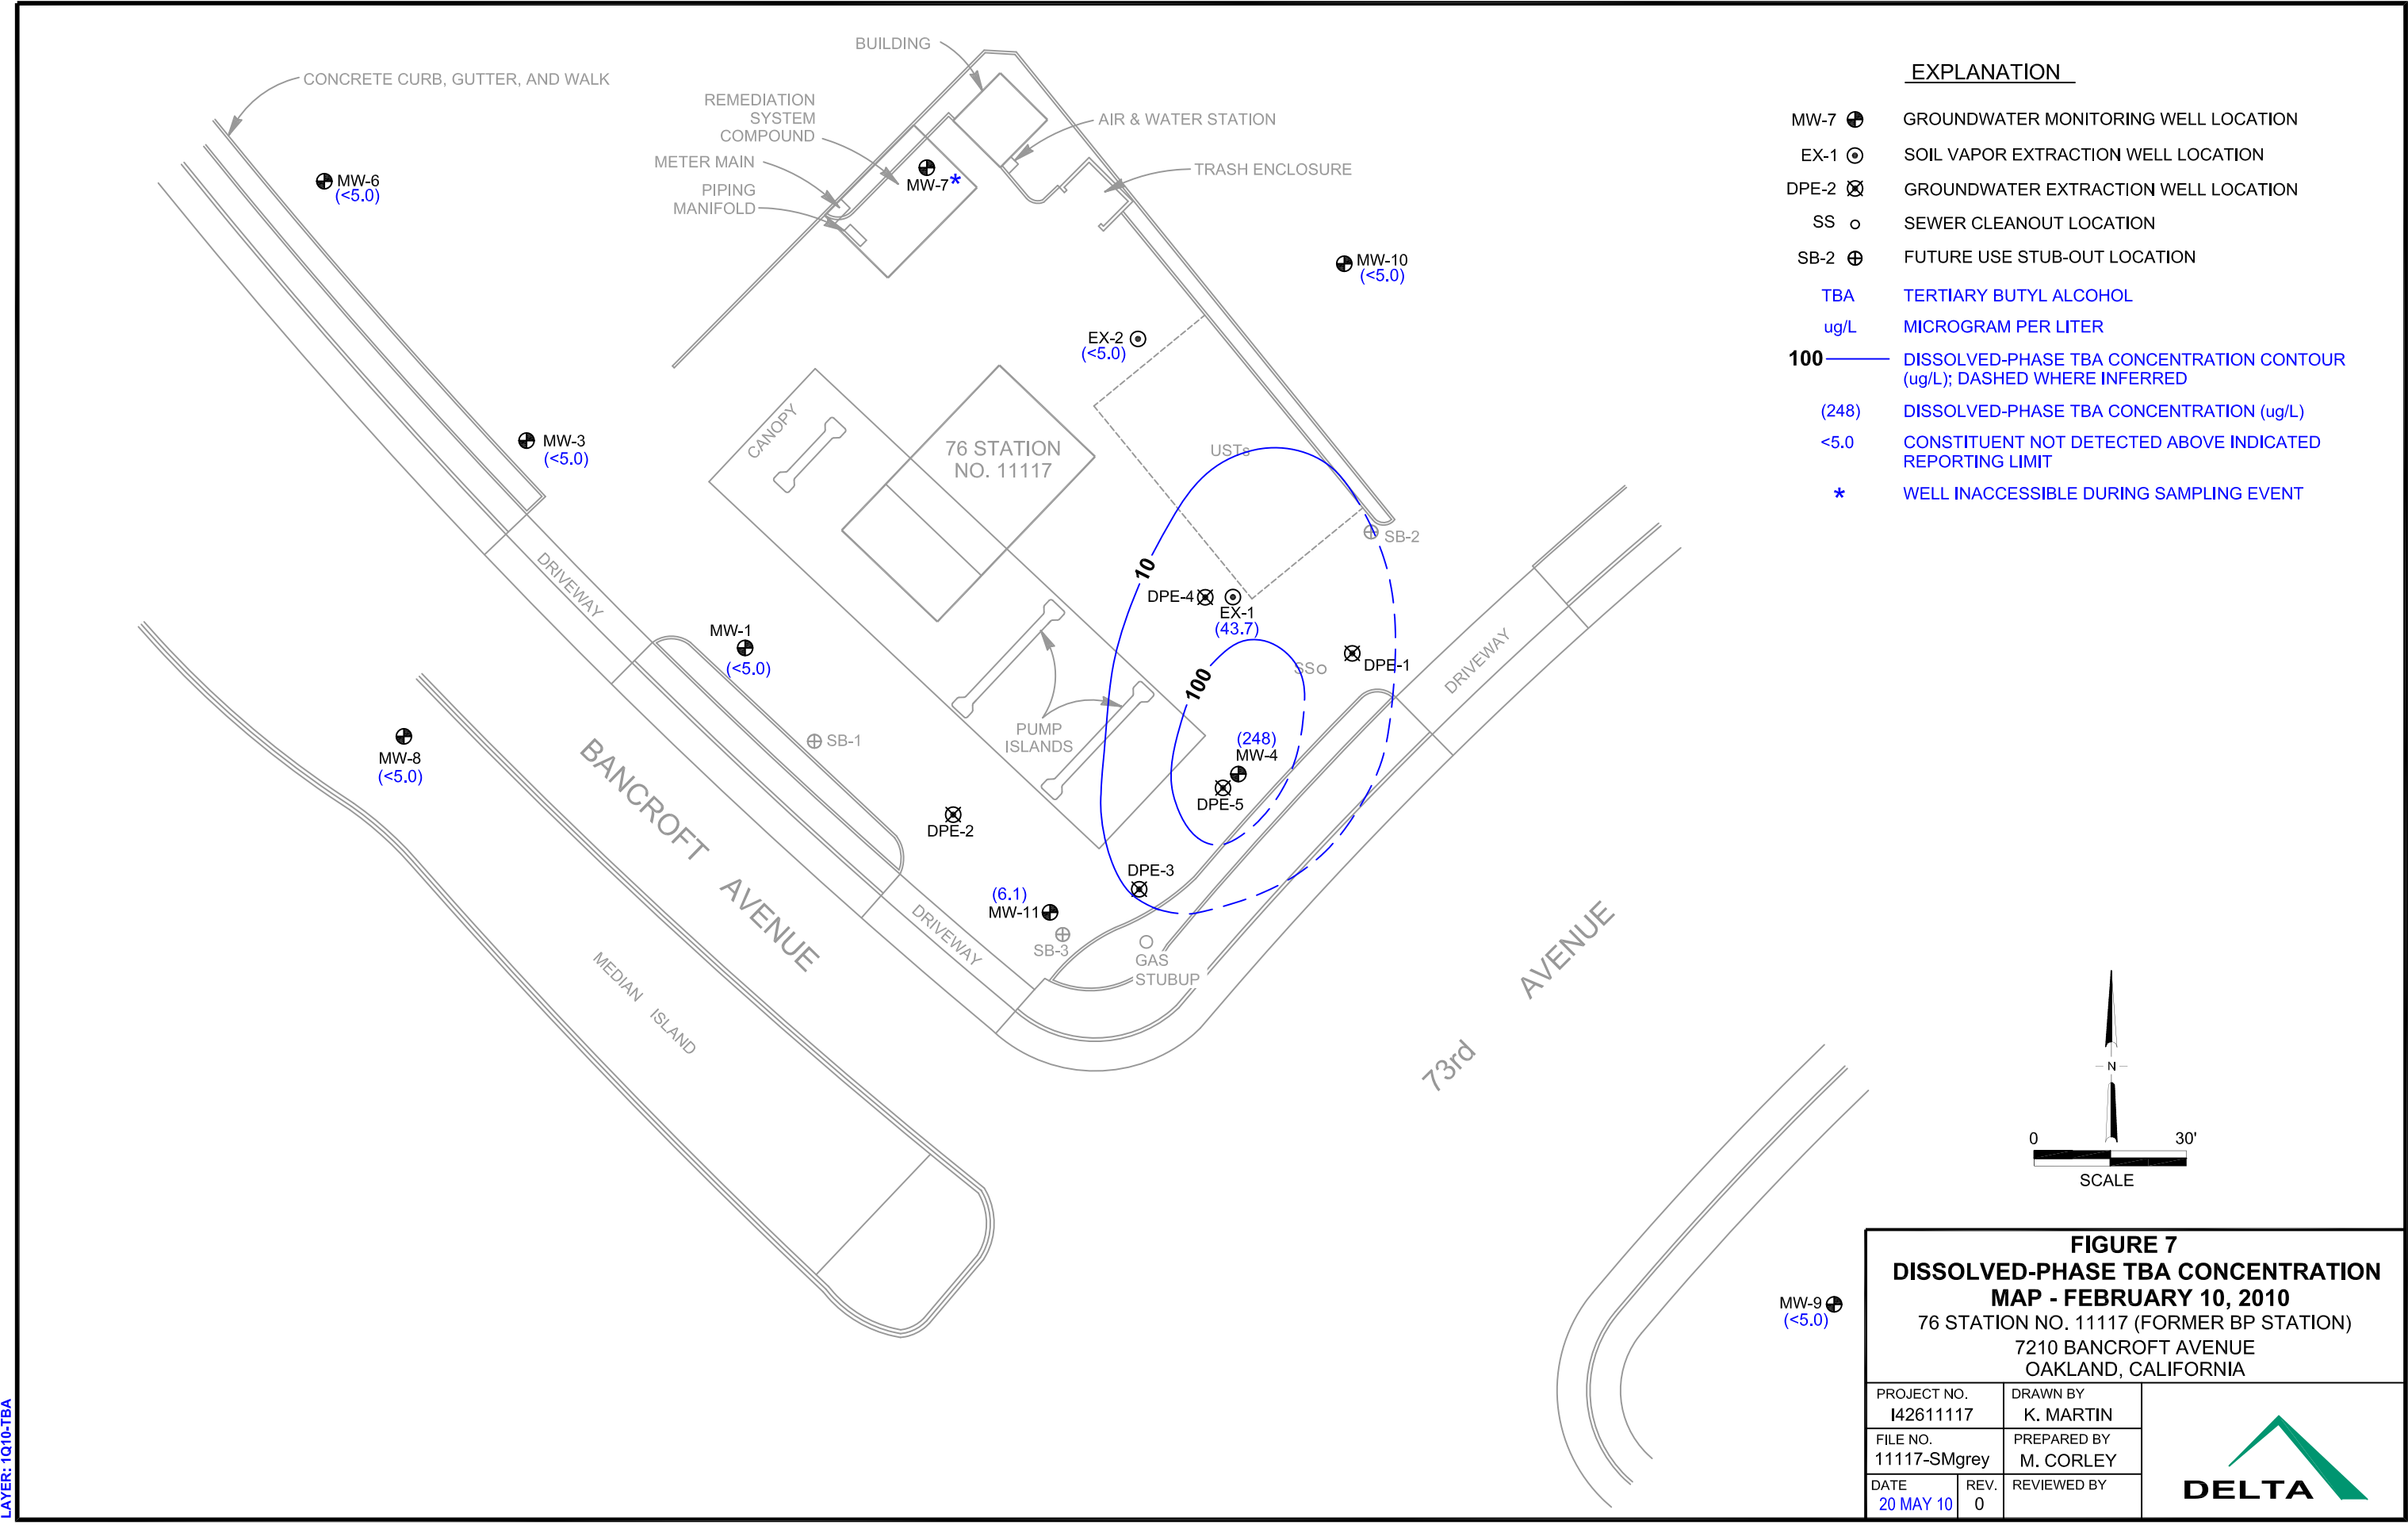 BUILDING
CONCRETE CURB, GUTTER, AND WALK
REMEDIATION
SYSTEM
COMPOUND
AIR & WATER STATION
METER MAIN
TRASH ENCLOSURE
PIPING
MANIFOLD
MW-7*
MW-6
(<5.0)
MW-10
(<5.0)
EX-2
(<5.0)
CANOPY
76 STATION
NO. 11117
USTs
MW-3
(<5.0)
SB-2
10
DRIVEWAY
DPE-4
EX-1
(43.7)
MW-1
(<5.0)
SS
DPE-1
DRIVEWAY
100
PUMP
ISLANDS
SB-1
(248)
MW-4
DPE-5
MW-8
(<5.0)
BANCROFT AVENUE
DPE-2
DPE-3
(6.1)
MW-11
SB-3
DRIVEWAY
GAS
STUBUP
MEDIAN ISLAND
73rd AVENUE
MW-9
(<5.0)
EXPLANATION
MW-7 GROUNDWATER MONITORING WELL LOCATION
EX-1 SOIL VAPOR EXTRACTION WELL LOCATION
DPE-2 GROUNDWATER EXTRACTION WELL LOCATION
SS SEWER CLEANOUT LOCATION
SB-2 FUTURE USE STUB-OUT LOCATION
TBA TERTIARY BUTYL ALCOHOL
ug/L MICROGRAM PER LITER
100 DISSOLVED-PHASE TBA CONCENTRATION CONTOUR
(ug/L); DASHED WHERE INFERRED
(248) DISSOLVED-PHASE TBA CONCENTRATION (ug/L)
<5.0 CONSTITUENT NOT DETECTED ABOVE INDICATED
REPORTING LIMIT
* WELL INACCESSIBLE DURING SAMPLING EVENT
N
0 30'
SCALE
FIGURE 7
DISSOLVED-PHASE TBA CONCENTRATION
MAP - FEBRUARY 10, 2010
76 STATION NO. 11117 (FORMER BP STATION)
7210 BANCROFT AVENUE
OAKLAND, CALIFORNIA
PROJECT NO.
I42611117
DRAWN BY
K. MARTIN
FILE NO.
11117-SMgrey
PREPARED BY
M. CORLEY
DATE
20 MAY 10
REV.
0
REVIEWED BY
DELTA
LAYER: 1Q10-TBA